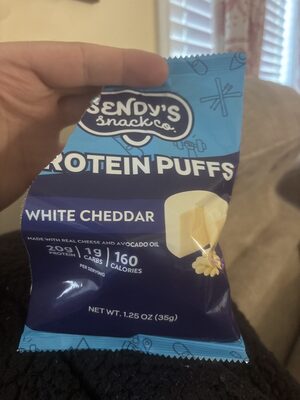 SENDY'S
snack co.
ROTEIN PUFFS
WHITE CHEDDAR
MADE WITH REAL CHEESE AND AVOCADO OIL
20g | 1g | 160
PROTEIN CARBS CALORIES
PER SERVING
NET WT. 1.25 OZ (35g)